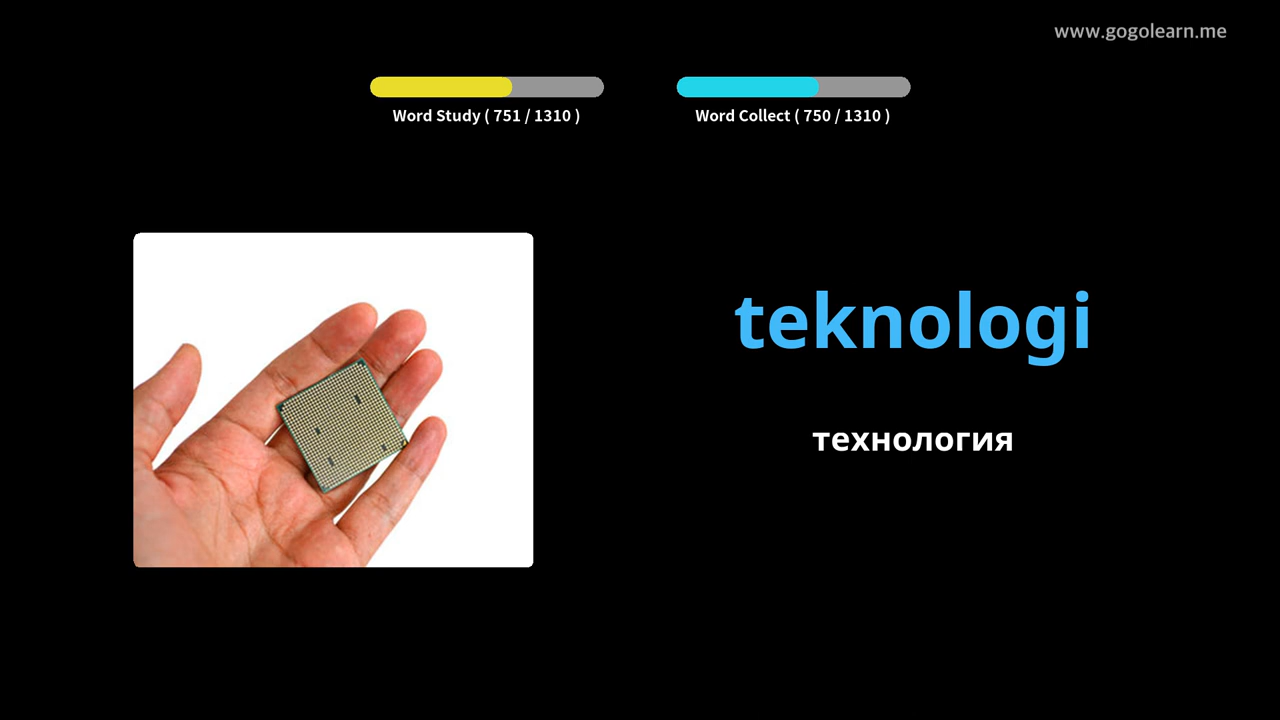 www.gogolearn.me
Word Study ( 751 / 1310 )
Word Collect ( 750 / 1310 )
teknologi
технология